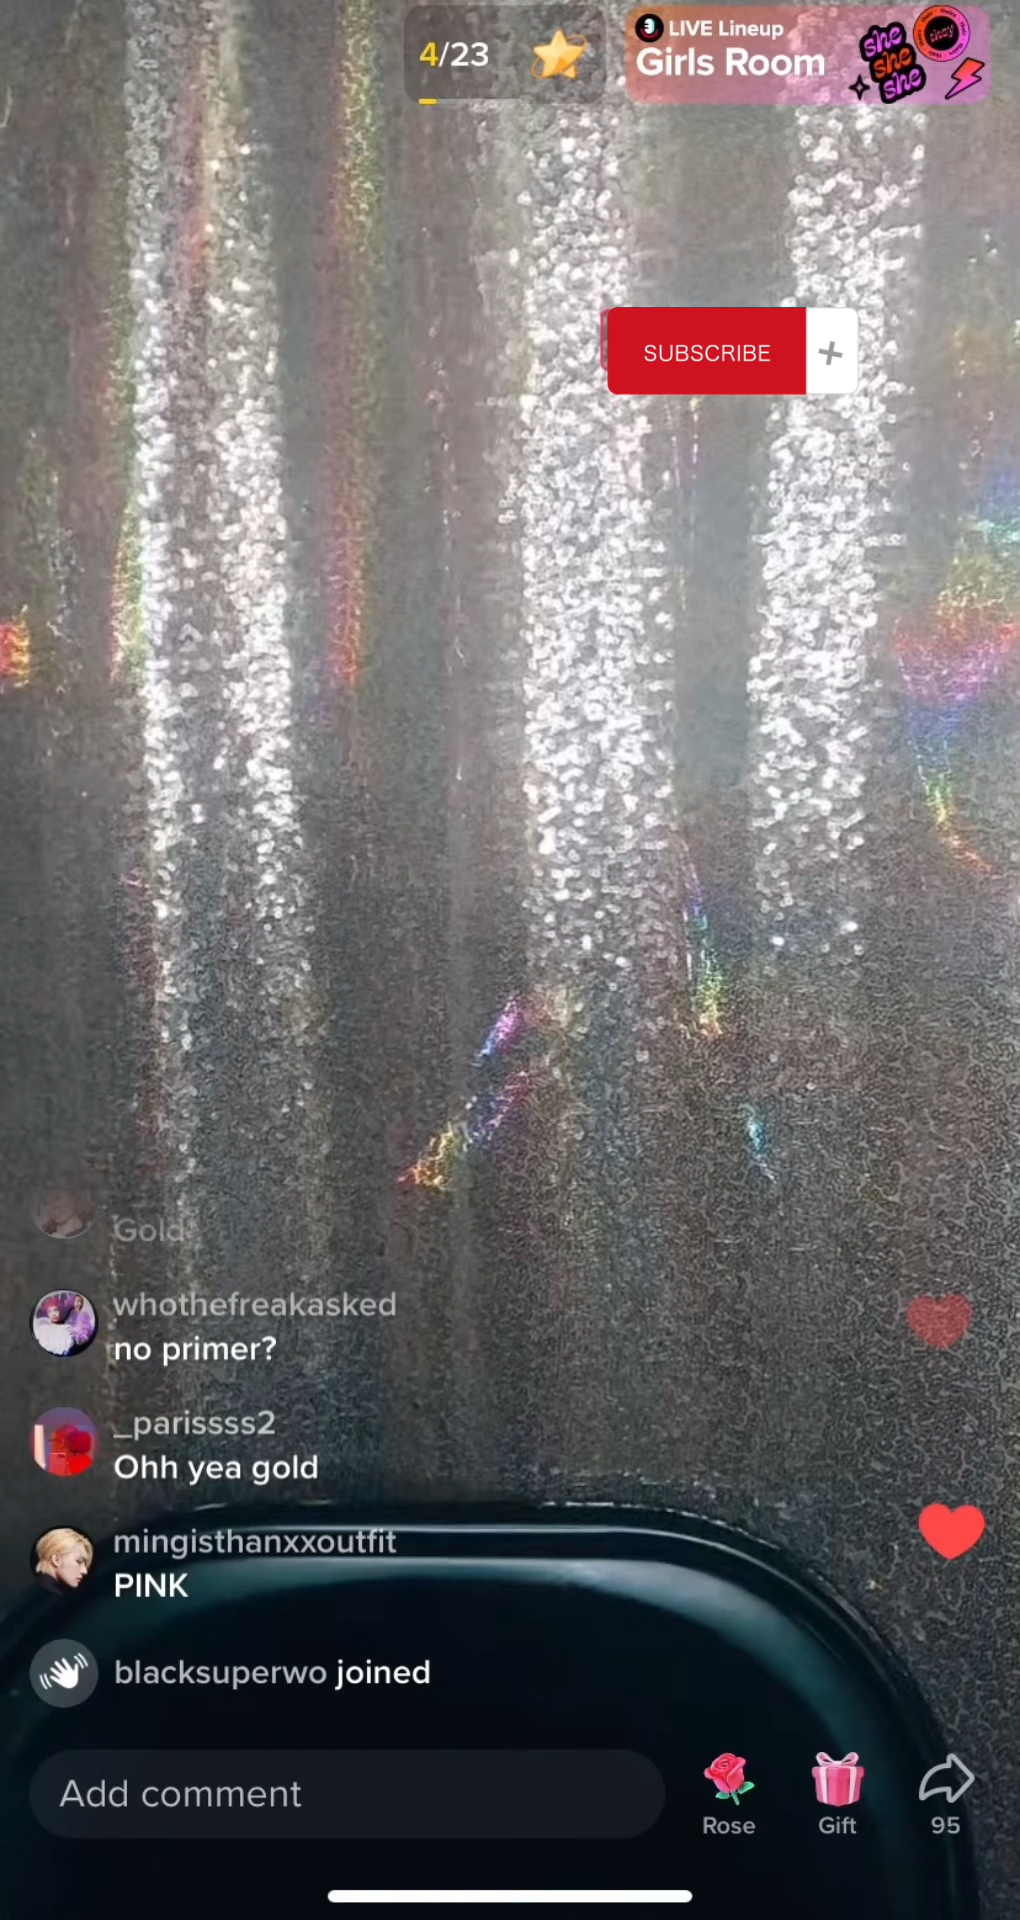 4/23
LIVE Lineup
Girls Room
she
she
she
SUBSCRIBE
+
Gold
whothefreakasked
no primer?
_parissss2
Ohh yea gold
mingisthanxxoutfit
PINK
blacksuperwo joined
Add comment
Rose
Gift
95